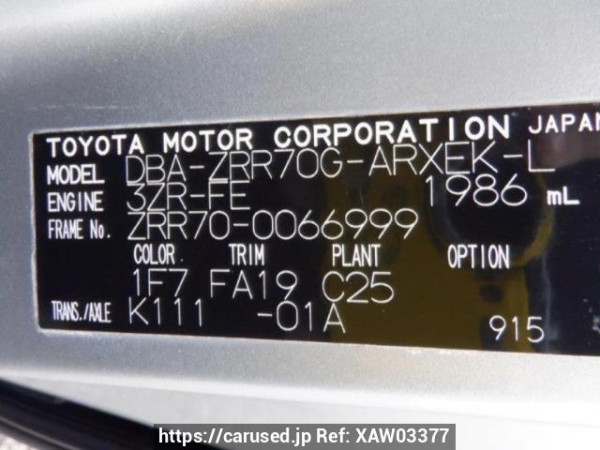 TOYOTA MOTOR CORPORATION JAPAN
MODEL DBA-ZRR70G-ARXEK-L
ENGINE 3ZR-FE 1986 mL
FRAME No. ZRR70-0066999
COLOR TRIM PLANT OPTION
1F7 FA19 C25
TRANS./AXLE K111 -01A 915
https://carused.jp Ref: XAW03377